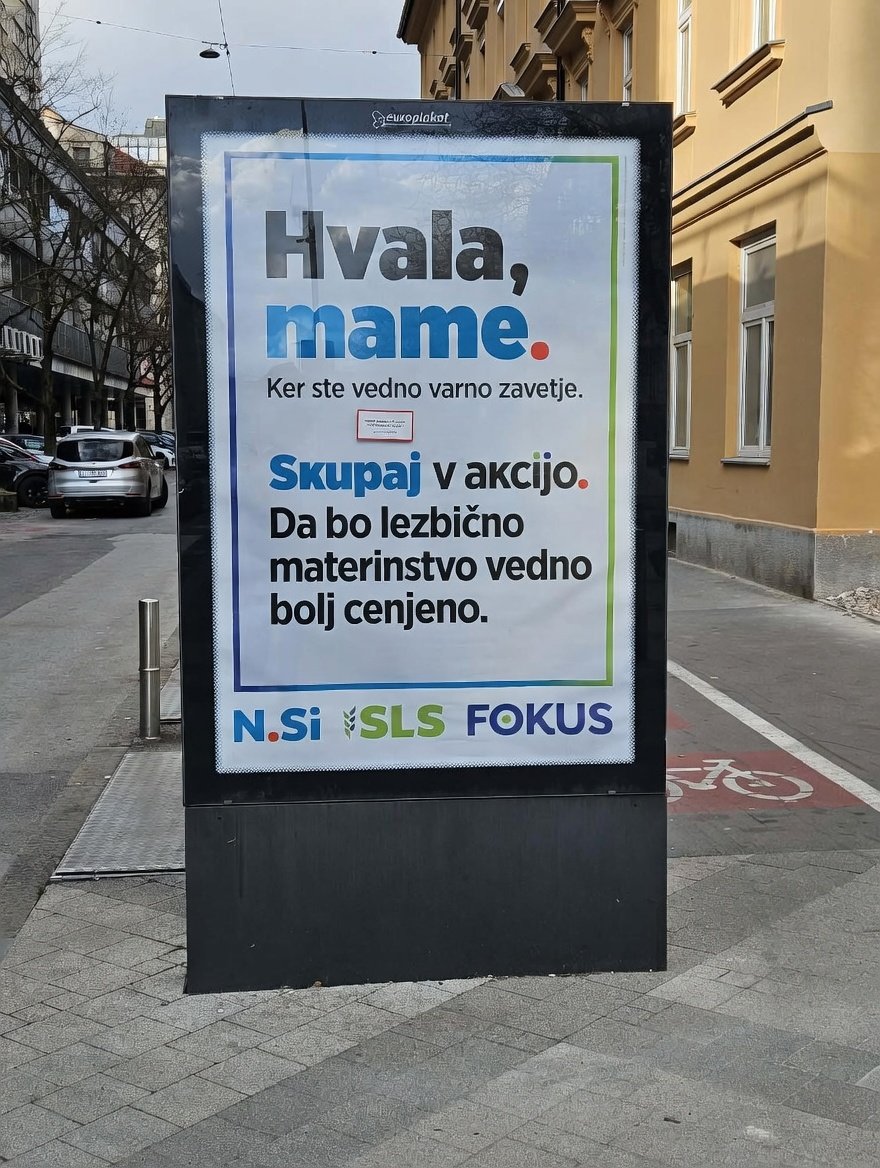 europlakat
Hvala,
mame.
Ker ste vedno varno zavetje.
Skupaj v akcijo.
Da bo lezbično
materinstvo vedno
bolj cenjeno.
N.Si SLS FOKUS